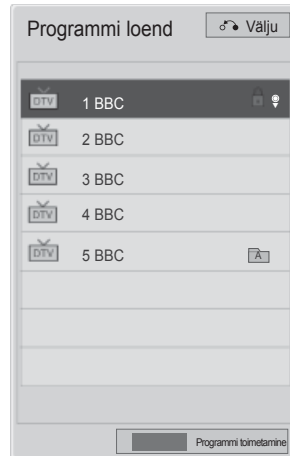 Programmi loend
Välju
DTV 1 BBC
DTV 2 BBC
DTV 3 BBC
DTV 4 BBC
DTV 5 BBC A
Programmi toimetamine